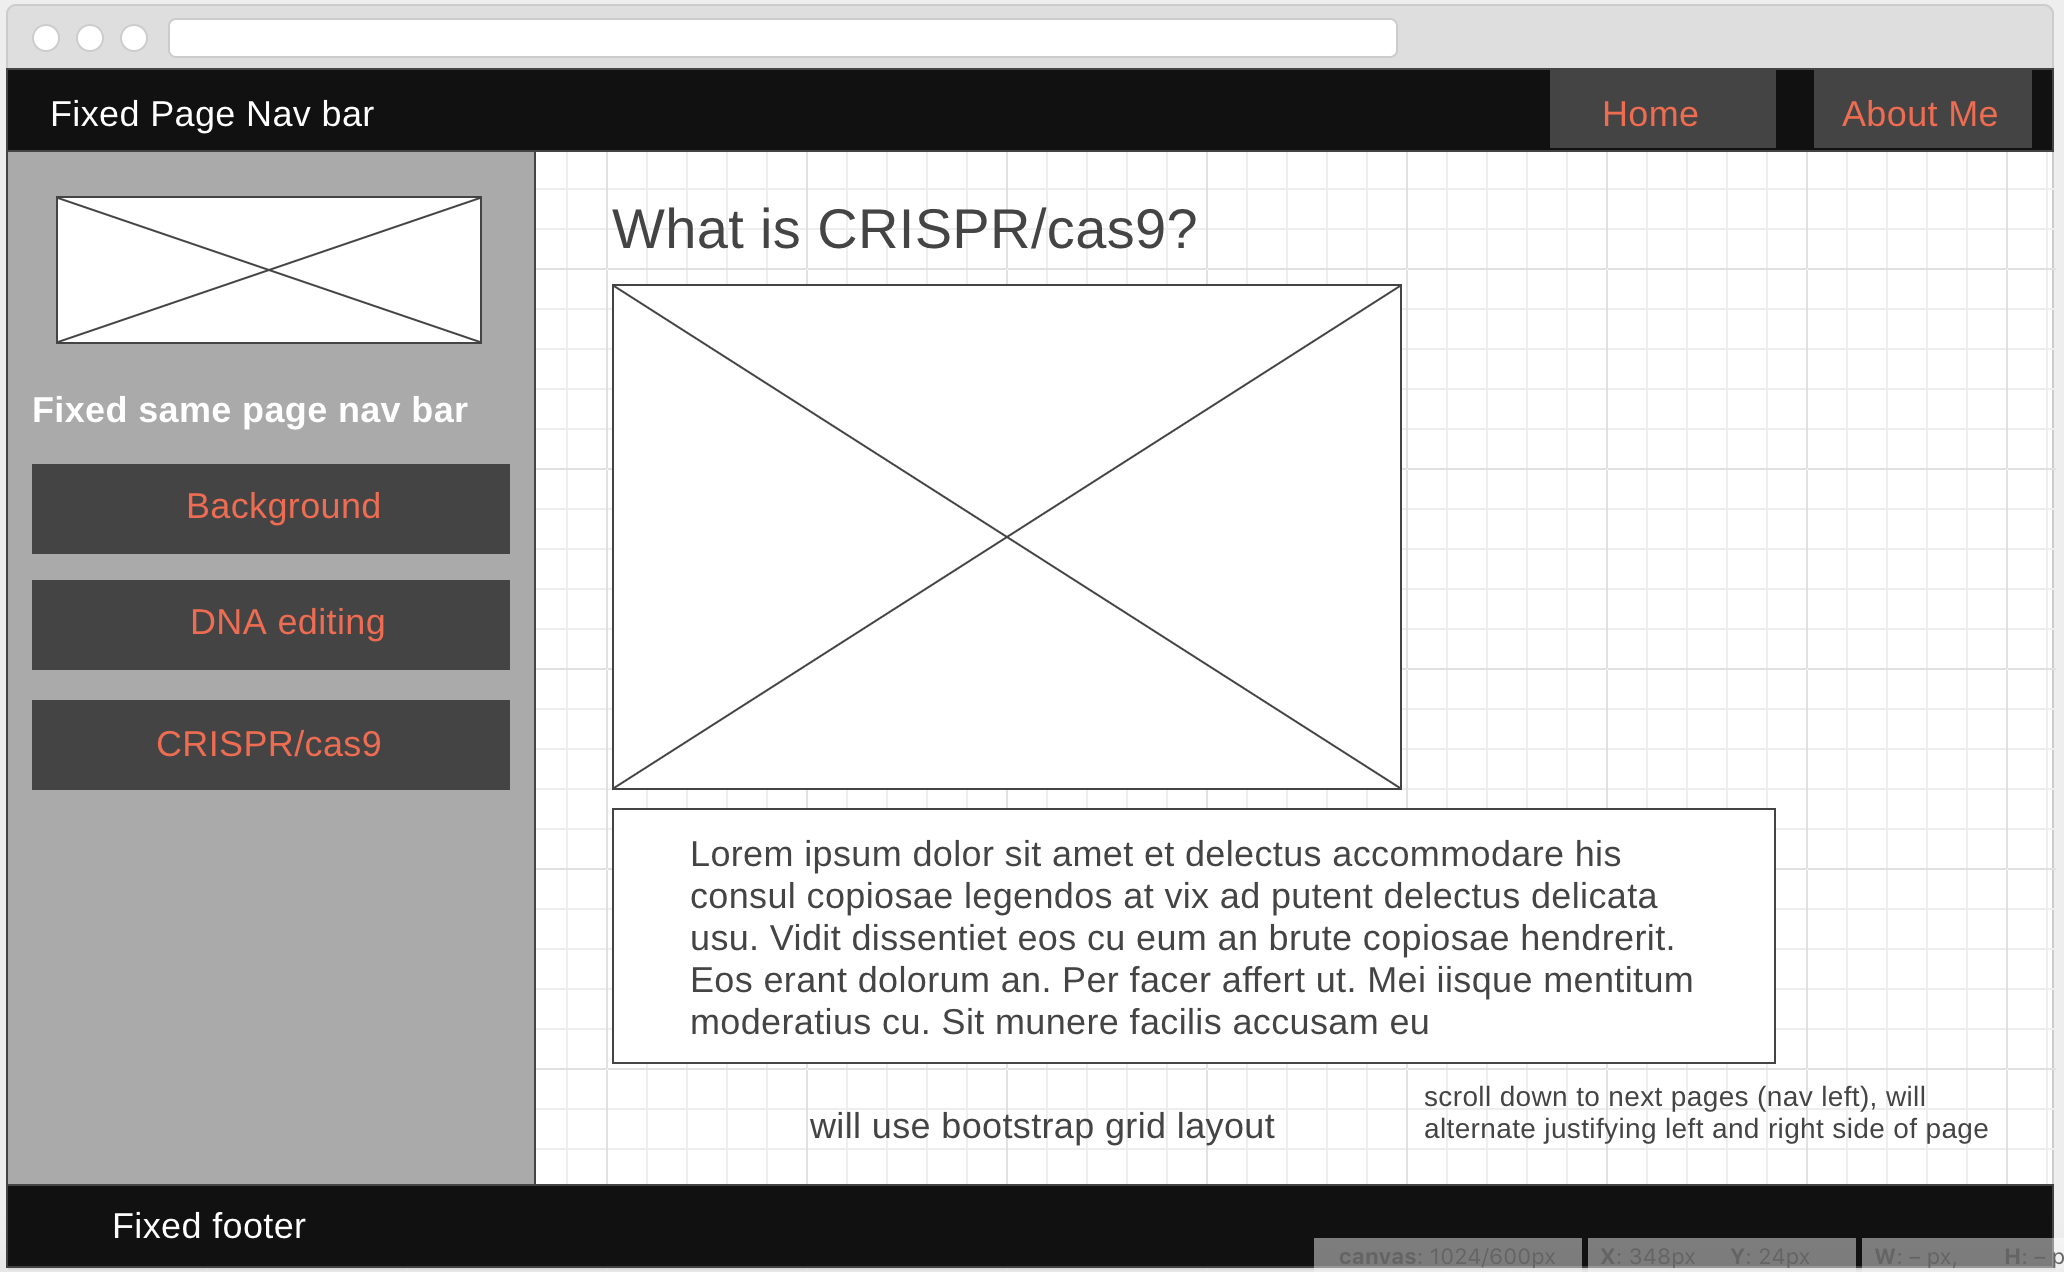 Fixed Page Nav bar
Home
About Me
Fixed same page nav bar
Background
DNA editing
CRISPR/cas9
What is CRISPR/cas9?
Lorem ipsum dolor sit amet et delectus accommodare his
consul copiosae legendos at vix ad putent delectus delicata
usu. Vidit dissentiet eos cu eum an brute copiosae hendrerit.
Eos erant dolorum an. Per facer affert ut. Mei iisque mentitum
moderatius cu. Sit munere facilis accusam eu
will use bootstrap grid layout
scroll down to next pages (nav left), will
alternate justifying left and right side of page
Fixed footer
canvas: 1024/600px X: 348px Y: 24px W: – px, H: – p